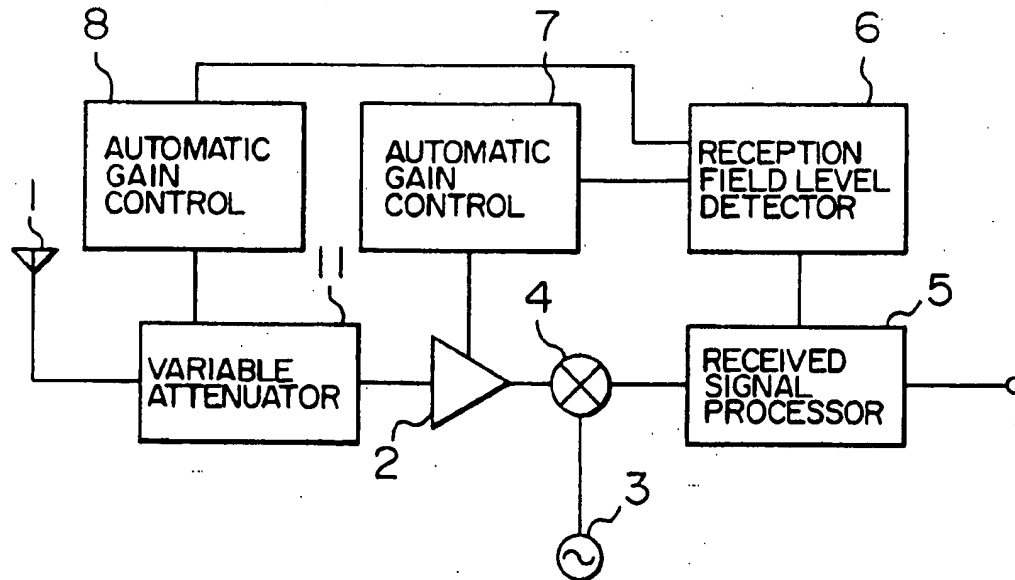 8
7
6
AUTOMATIC
GAIN
CONTROL
AUTOMATIC
GAIN
CONTROL
RECEPTION
FIELD LEVEL
DETECTOR
1
11
4
5
VARIABLE
ATTENUATOR
RECEIVED
SIGNAL
PROCESSOR
2
3